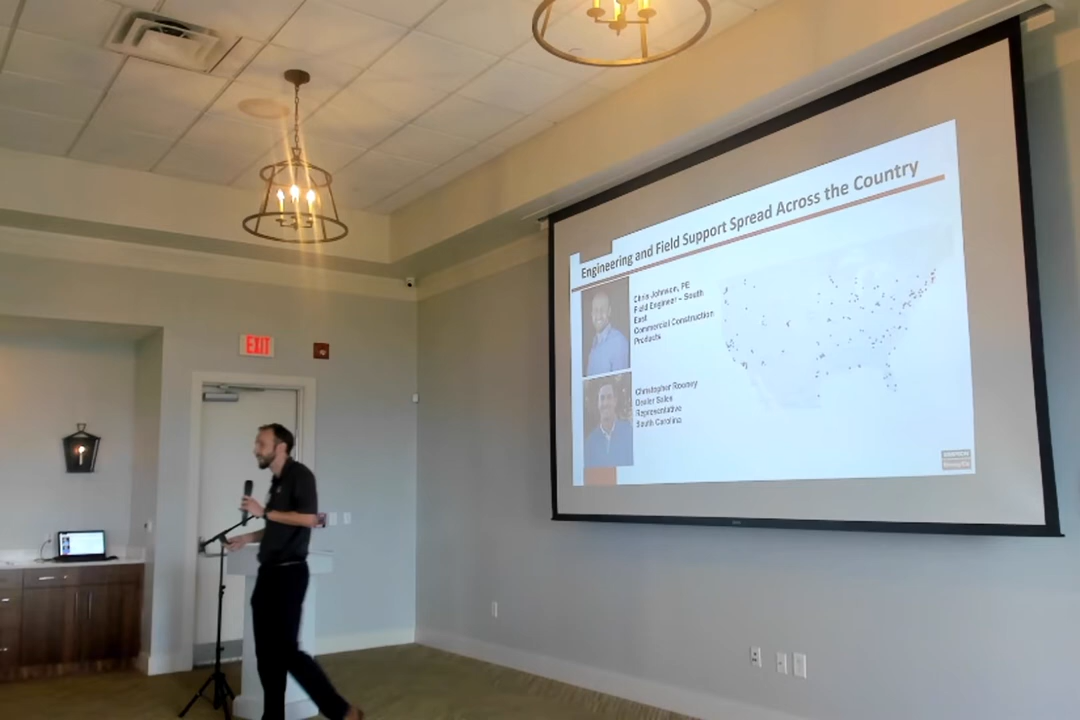 Engineering and Field Support Spread Across the Country
Chris Johnson, PE
Field Engineer – South
East
Commercial Construction
Products
Christopher Rooney
Dealer Sales
Representative
South Carolina
EXIT